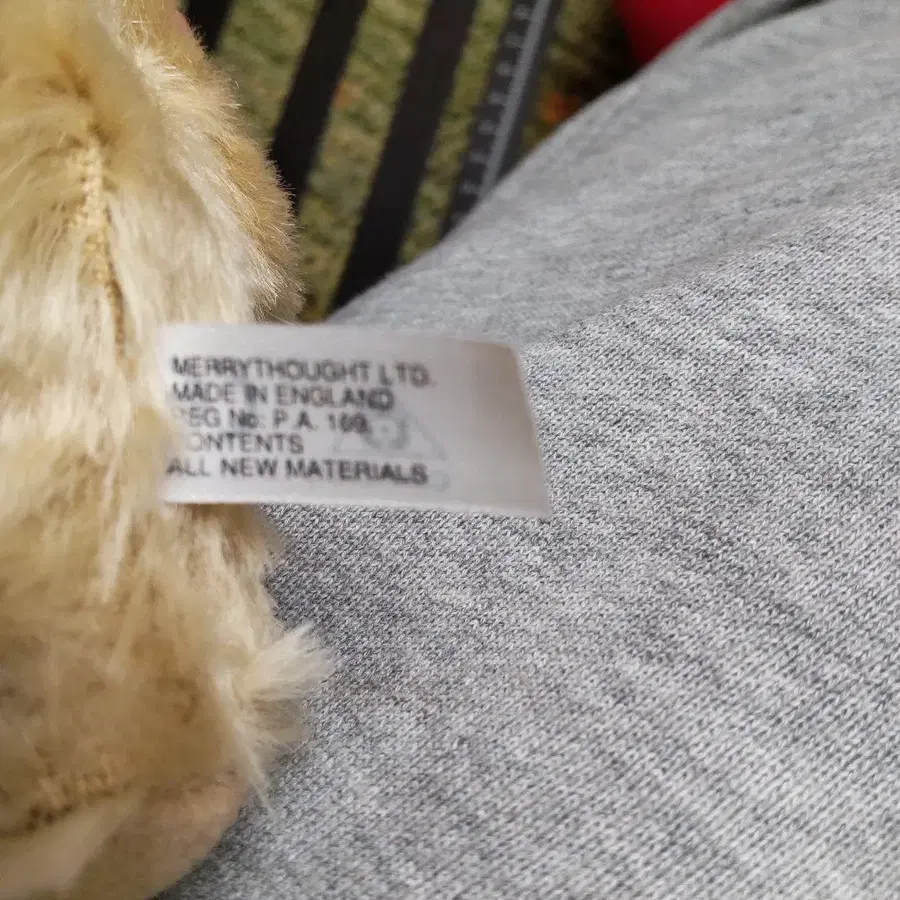 MERRYTHOUGHT LTD.
MADE IN ENGLAND
REG No: P.A. 169.
CONTENTS
ALL NEW MATERIALS